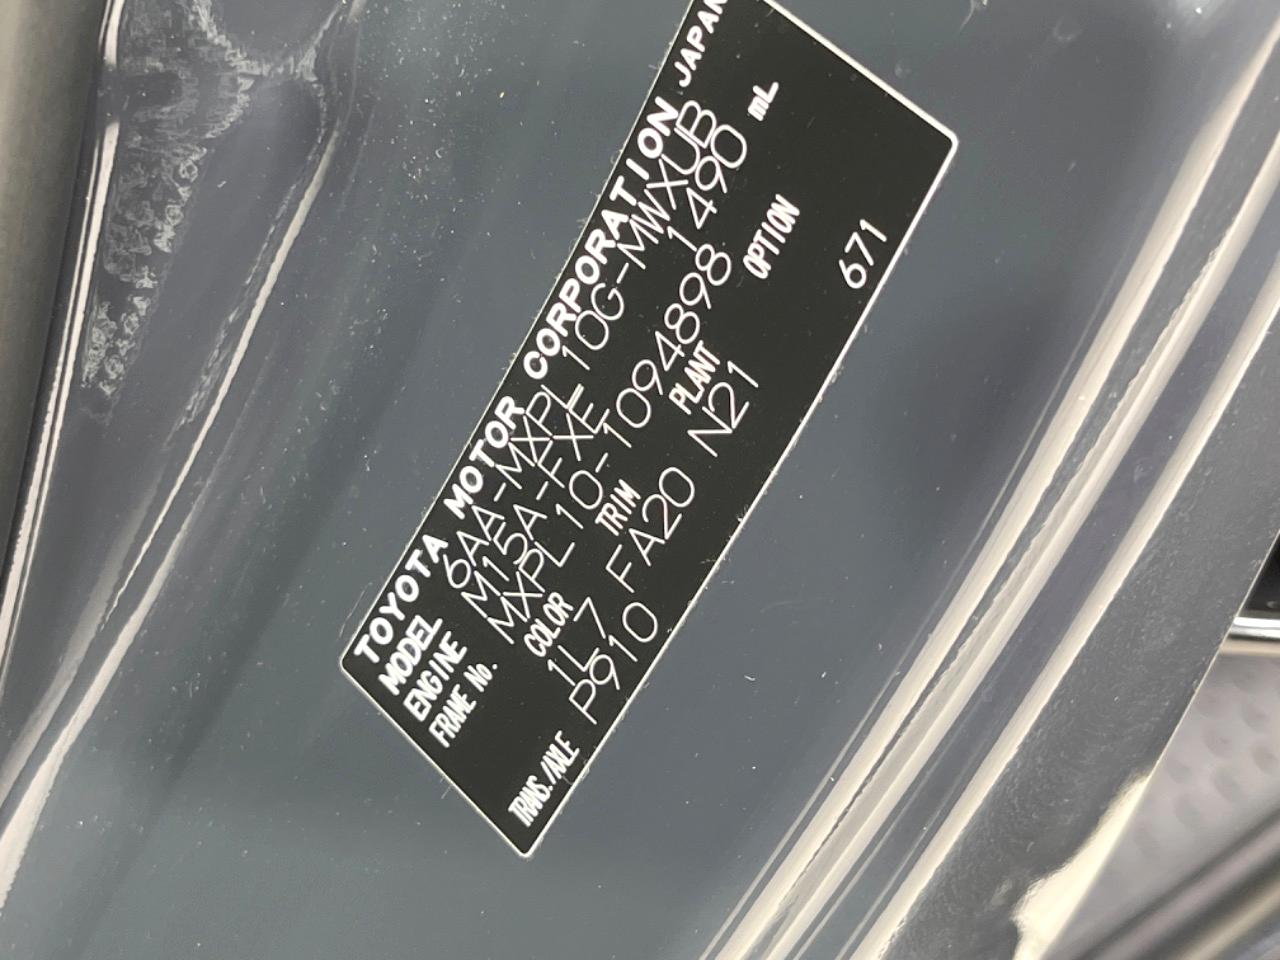 TOYOTA MOTOR CORPORATION JAPAN
MODEL 6AA-MXPL10G-MWXUB
ENGINE M15A-FXE 1490 mL
FRAME No. MXPL10-1094898
COLOR TRIM PLANT OPTION
1L7 FA20 N21
TRANS./AXLE P910 671